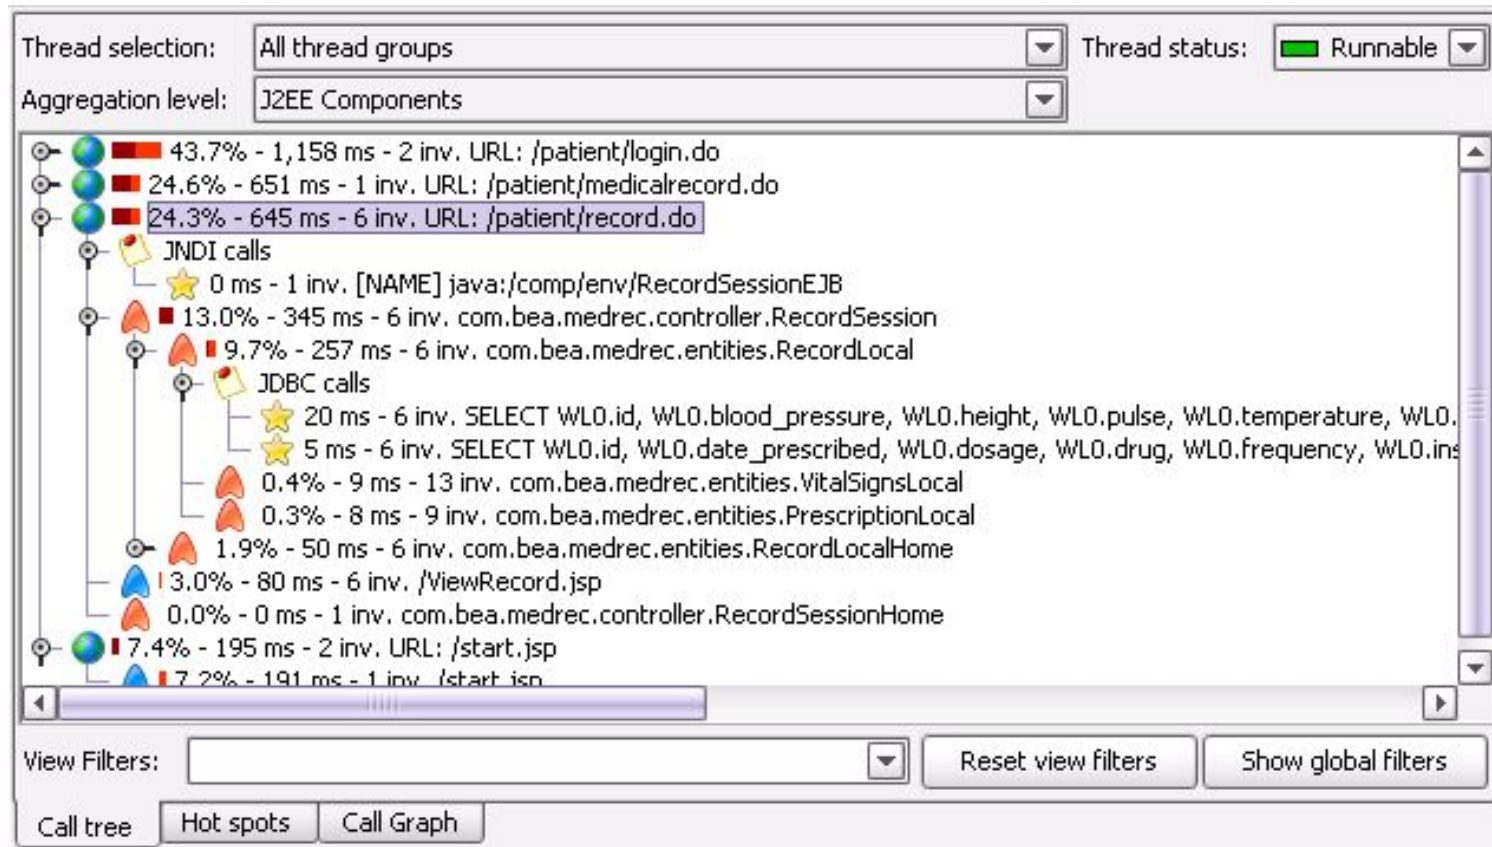 Thread selection: All thread groups Thread status: Runnable
Aggregation level: J2EE Components
43.7% - 1,158 ms - 2 inv. URL: /patient/login.do
24.6% - 651 ms - 1 inv. URL: /patient/medicalrecord.do
24.3% - 645 ms - 6 inv. URL: /patient/record.do
JNDI calls
0 ms - 1 inv. [NAME] java:/comp/env/RecordSessionEJB
13.0% - 345 ms - 6 inv. com.bea.medrec.controller.RecordSession
9.7% - 257 ms - 6 inv. com.bea.medrec.entities.RecordLocal
JDBC calls
20 ms - 6 inv. SELECT WL0.id, WL0.blood_pressure, WL0.height, WL0.pulse, WL0.temperature, WL0.
5 ms - 6 inv. SELECT WL0.id, WL0.date_prescribed, WL0.dosage, WL0.drug, WL0.frequency, WL0.ins
0.4% - 9 ms - 13 inv. com.bea.medrec.entities.VitalSignsLocal
0.3% - 8 ms - 9 inv. com.bea.medrec.entities.PrescriptionLocal
1.9% - 50 ms - 6 inv. com.bea.medrec.entities.RecordLocalHome
3.0% - 80 ms - 6 inv. /ViewRecord.jsp
0.0% - 0 ms - 1 inv. com.bea.medrec.controller.RecordSessionHome
7.4% - 195 ms - 2 inv. URL: /start.jsp
7.2% - 191 ms - 1 inv. /start.jsp
View Filters: Reset view filters Show global filters
Call tree Hot spots Call Graph